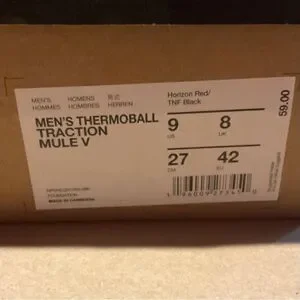 MEN'S HOMENS 男式
HOMMES HOMBRES HERREN
MEN'S THERMOBALL
TRACTION
MULE V
MADE IN CAMBODIA
Horizon Red/
TNF Black
9 8
US UK
27 42
CM EU
59.00